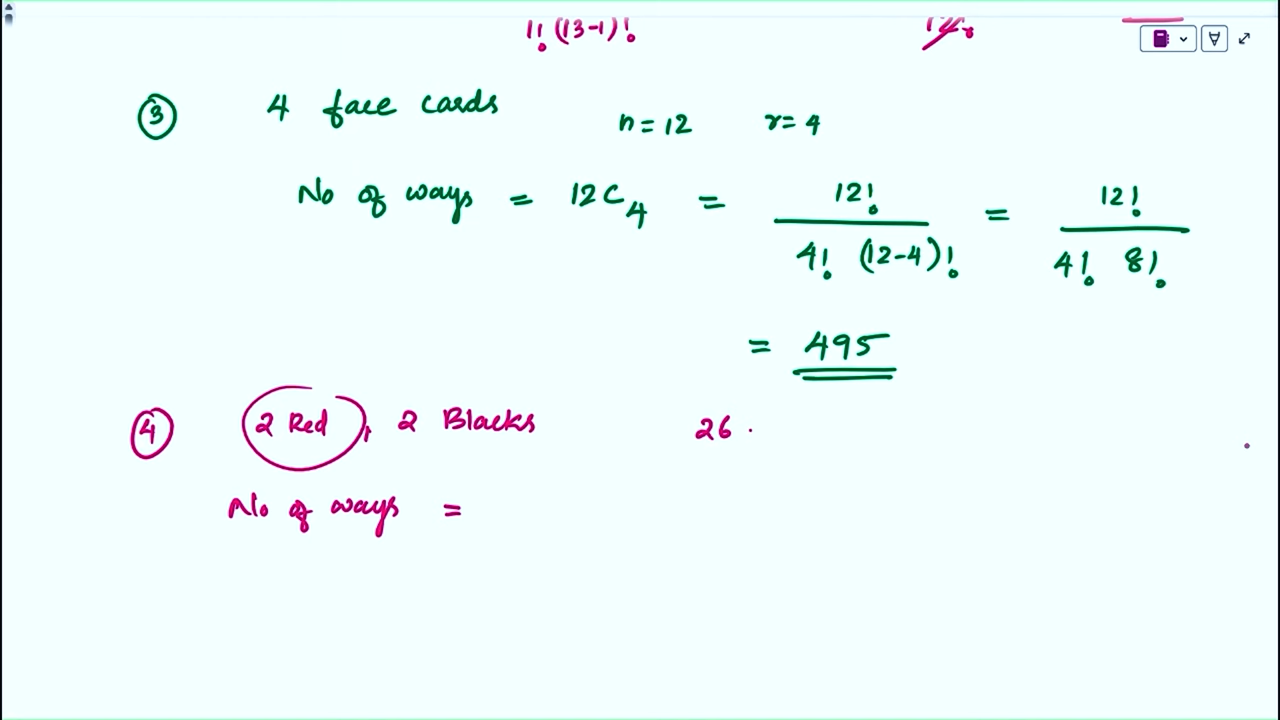 1! (13-1)!
③ 4 face cards n = 12 r = 4
No of ways = 12C4 = 12! / 4! (12-4)! = 12! / 4! 8!
= 495
④ 2 Red, 2 Blacks 26 .
No of ways =